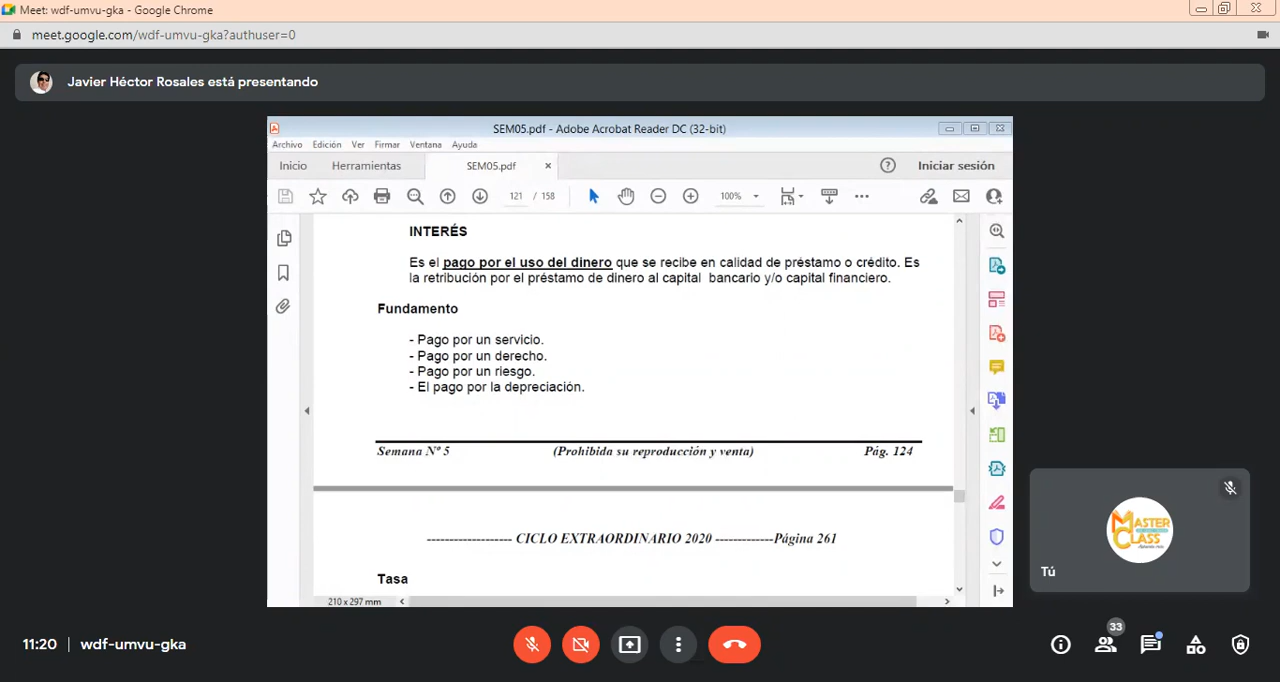 Meet: wdf-umvu-gka - Google Chrome
meet.google.com/wdf-umvu-gka?authuser=0
Javier Héctor Rosales está presentando
SEM05.pdf - Adobe Acrobat Reader DC (32-bit)
Archivo Edición Ver Firmar Ventana Ayuda
Inicio Herramientas SEM05.pdf × Iniciar sesión
121 / 158 100%
INTERÉS
Es el pago por el uso del dinero que se recibe en calidad de préstamo o crédito. Es
la retribución por el préstamo de dinero al capital bancario y/o capital financiero.
Fundamento
- Pago por un servicio.
- Pago por un derecho.
- Pago por un riesgo.
- El pago por la depreciación.
Semana Nº 5 (Prohibida su reproducción y venta) Pág. 124
------------------- CICLO EXTRAORDINARIO 2020 -------------Página 261
Tasa
210 x 297 mm
MASTER
CLASS
Tú
11:20 | wdf-umvu-gka
33